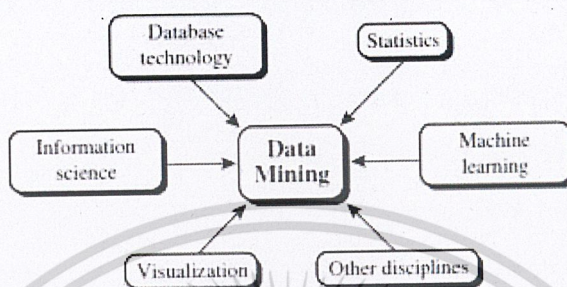 Database
technology
Statistics
Information
science
Data
Mining
Machine
learning
Visualization
Other disciplines